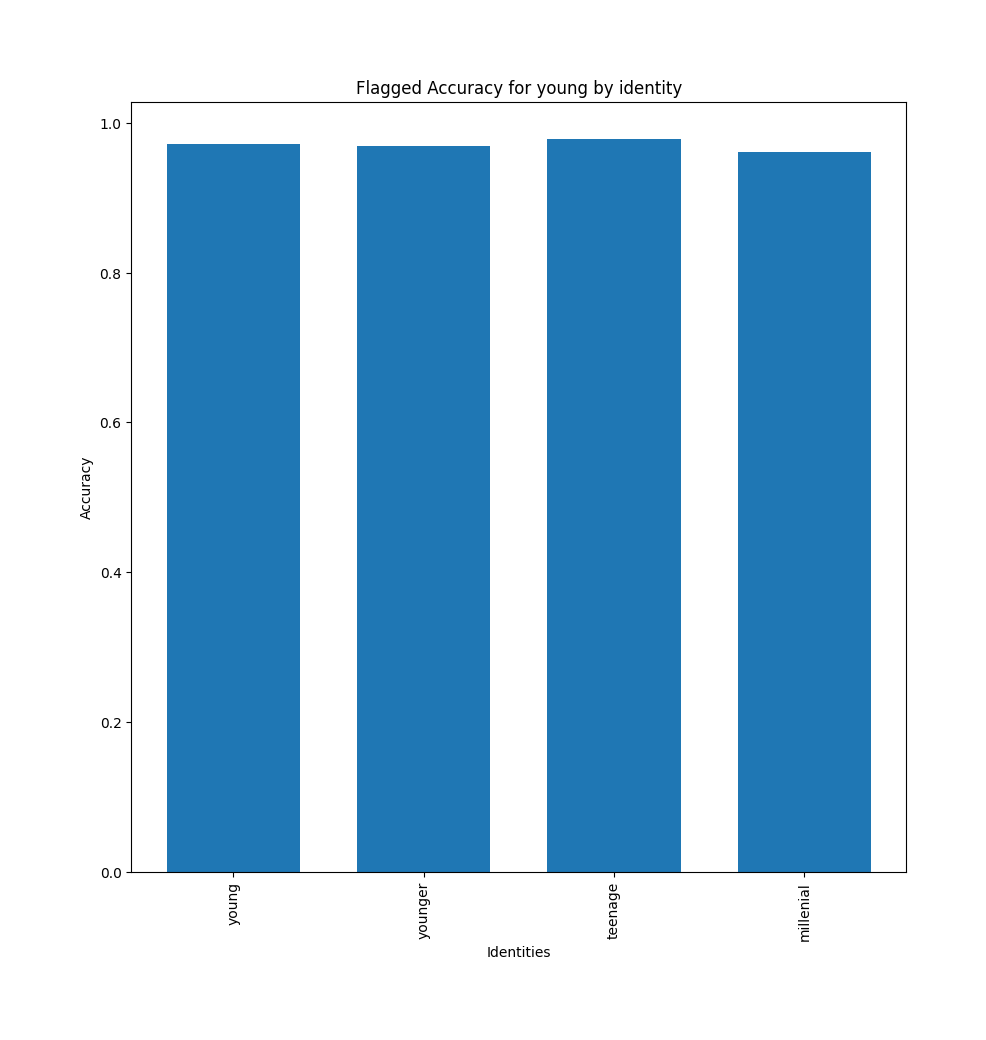 Flagged Accuracy for young by identity
1.0
0.8
0.6
0.4
0.2
0.0
Accuracy
young
younger
teenage
millenial
Identities